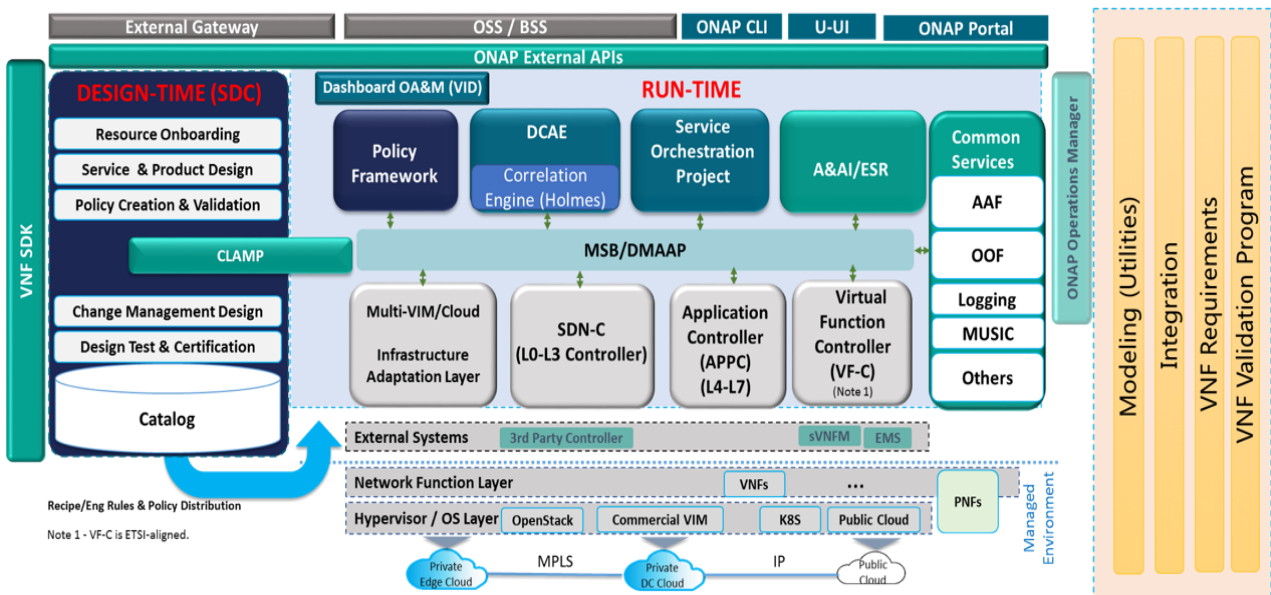 External Gateway
OSS / BSS
ONAP CLI
U-UI
ONAP Portal
ONAP External APIs
VNF SDK
DESIGN-TIME (SDC)
Resource Onboarding
Service & Product Design
Policy Creation & Validation
CLAMP
Change Management Design
Design Test & Certification
Catalog
Dashboard OA&M (VID)
RUN-TIME
Policy
Framework
DCAE
Correlation
Engine (Holmes)
Service
Orchestration
Project
A&AI/ESR
MSB/DMAAP
Multi-VIM/Cloud
Infrastructure
Adaptation Layer
SDN-C
(L0-L3 Controller)
Application
Controller
(APPC)
(L4-L7)
Virtual
Function
Controller
(VF-C)
(Note 1)
Common
Services
AAF
OOF
Logging
MUSIC
Others
ONAP Operations Manager
Modeling (Utilities)
Integration
VNF Requirements
VNF Validation Program
External Systems
3rd Party Controller
sVNFM
EMS
Network Function Layer
VNFs
...
PNFs
Hypervisor / OS Layer
OpenStack
Commercial VIM
K8S
Public Cloud
Managed
Environment
Recipe/Eng Rules & Policy Distribution
Note 1 - VF-C is ETSI-aligned.
Private
Edge Cloud
MPLS
Private
DC Cloud
IP
Public
Cloud